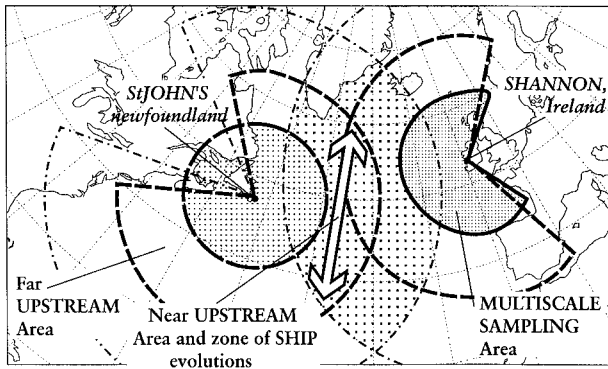 StJOHN'S
newfoundland
SHANNON,
Ireland
Far
UPSTREAM
Area
Near UPSTREAM
Area and zone of SHIP
evolutions
MULTISCALE
SAMPLING
Area